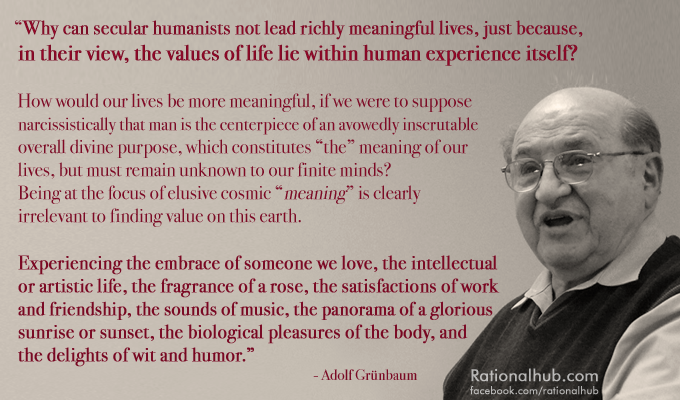 “Why can secular humanists not lead richly meaningful lives, just because,
in their view, the values of life lie within human experience itself?
How would our lives be more meaningful, if we were to suppose
narcissistically that man is the centerpiece of an avowedly inscrutable
overall divine purpose, which constitutes “the” meaning of our
lives, but must remain unknown to our finite minds?
Being at the focus of elusive cosmic “meaning” is clearly
irrelevant to finding value on this earth.
Experiencing the embrace of someone we love, the intellectual
or artistic life, the fragrance of a rose, the satisfactions of work
and friendship, the sounds of music, the panorama of a glorious
sunrise or sunset, the biological pleasures of the body, and
the delights of wit and humor.”
- Adolf Grünbaum
Rationalhub.com
facebook.com/rationalhub